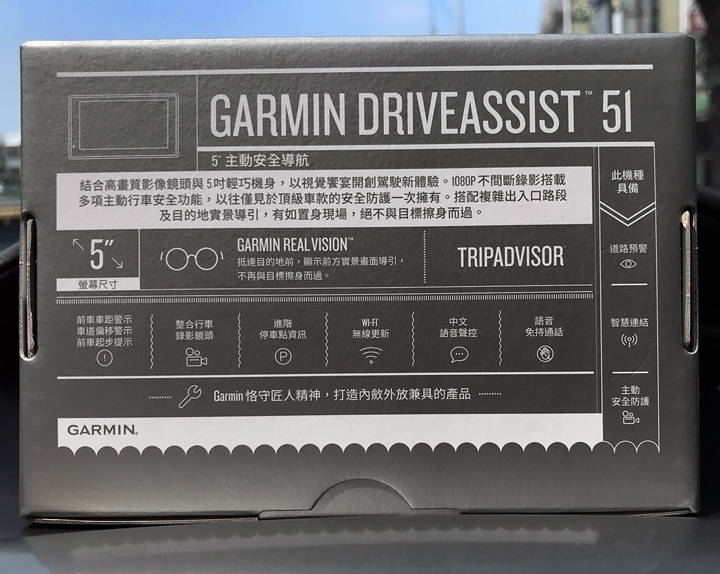 GARMIN DRIVEASSIST™ 51
5" 主動安全導航
結合高畫質影像鏡頭與5吋輕巧機身，以視覺饗宴開創駕駛新體驗。1080P 不間斷錄影搭載
多項主動行車安全功能，以往僅見於頂級車款的安全防護一次擁有。搭配複雜出入口路段
及目的地實景導引，有如置身現場，絕不與目標擦身而過。
5"
螢幕尺寸
GARMIN REAL VISION™
抵達目的地前，顯示前方實景畫面導引，
不再與目標擦身而過。
TRIPADVISOR
前車車距警示
車道偏移警示
前車起步提示
整合行車
錄影鏡頭
進階
停車點資訊
P
WI-FI
無線更新
中文
語音聲控
語音
免持通話
Garmin 恪守匠人精神，打造內斂外放兼具的產品
GARMIN®
此機種
具備
道路預警
智慧連結
主動
安全防護